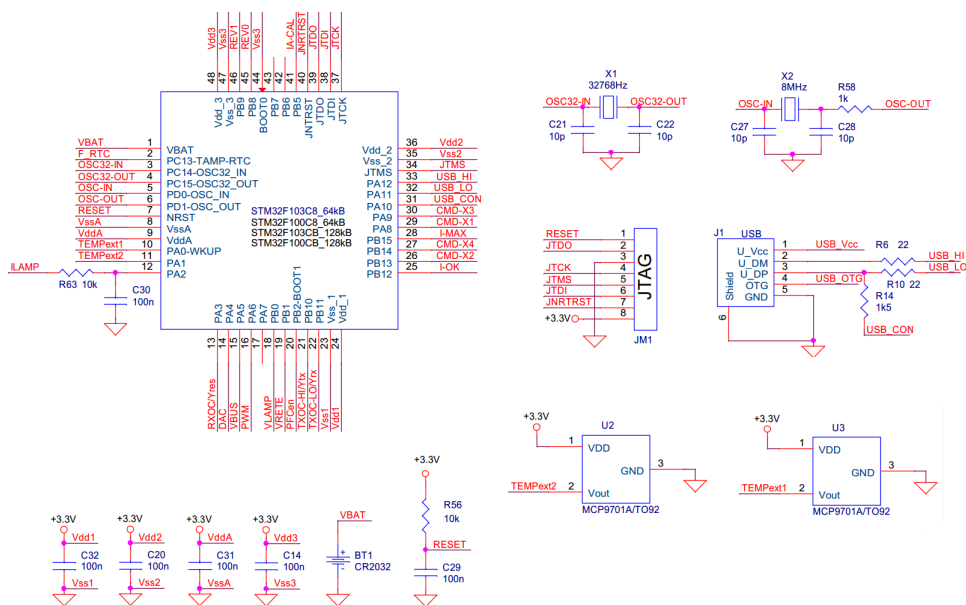 Vdd3
Vss3
REV1
REV0
Vss3
IA-CAL
JNRTRST
JTDO
JTDI
JTCK
48
47
46
45
44
43
42
41
40
39
38
37
Vdd_3
Vss_3
PB9
PB8
BOOT0
PB7
PB6
PB5
JNTRST
JTDO
JTDI
JTCK
VBAT 1 VBAT
F_RTC 2 PC13-TAMP-RTC
OSC32-IN 3 PC14-OSC32_IN
OSC32-OUT 4 PC15-OSC32_OUT
OSC-IN 5 PD0-OSC_IN
OSC-OUT 6 PD1-OSC_OUT
RESET 7 NRST
VssA 8 VssA
VddA 9 VddA
TEMPext1 10 PA0-WKUP
TEMPext2 11 PA1
12 PA2
ILAMP
R63 10k
C30
100n
STM32F103C8_64kB
STM32F100C8_64kB
STM32F103CB_128kB
STM32F100CB_128kB
Vdd_2 36 Vdd2
Vss_2 35 Vss2
JTMS 34 JTMS
PA12 33 USB_HI
PA11 32 USB_LO
PA10 31 USB_CON
PA9 30 CMD-X3
PA8 29 CMD-X1
PB15 28 I-MAX
PB14 27 CMD-X4
PB13 26 CMD-X2
PB12 25 I-OK
PA3
PA4
PA5
PA6
PA7
PB0
PB1
PB2-BOOT1
PB10
PB11
Vss_1
Vdd_1
13
14
15
16
17
18
19
20
21
22
23
24
RXOC/Yres
DAC
VBUS
PWM
VLAMP
VRETE
PFCen
TXOC-HI/Ytx
TXOC-LO/Yrx
Vss1
Vdd1
X1
32768Hz
OSC32-IN
OSC32-OUT
C21
10p
C22
10p
X2
8MHz
R58
1k
OSC-IN
OSC-OUT
C27
10p
C28
10p
RESET 1
JTDO 2
3
JTCK 4
JTMS 5
JTDI 6
JNRTRST 7
+3.3V 8
JTAG
JM1
J1 USB
U_Vcc 1 USB_Vcc
U_DM 2
U_DP 3
OTG 4 USB_OTG
GND 5
Shield
6
R6 22
USB_HI
USB_LO
R10 22
R14
1k5
USB_CON
+3.3V
U2
1 VDD
GND 3
TEMPext2 2 Vout
MCP9701A/TO92
+3.3V
U3
1 VDD
GND 3
TEMPext1 2 Vout
MCP9701A/TO92
+3.3V
Vdd1
C32
100n
Vss1
+3.3V
Vdd2
C20
100n
Vss2
+3.3V
VddA
C31
100n
VssA
+3.3V
Vdd3
C14
100n
Vss3
VBAT
+
-
BT1
CR2032
+3.3V
R56
10k
RESET
C29
100n